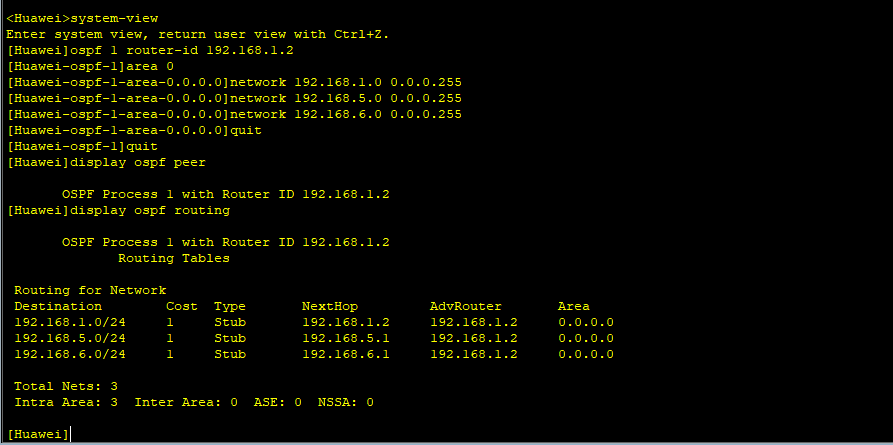 <Huawei>system-view
Enter system view, return user view with Ctrl+Z.
[Huawei]ospf 1 router-id 192.168.1.2
[Huawei-ospf-1]area 0
[Huawei-ospf-1-area-0.0.0.0]network 192.168.1.0 0.0.0.255
[Huawei-ospf-1-area-0.0.0.0]network 192.168.5.0 0.0.0.255
[Huawei-ospf-1-area-0.0.0.0]network 192.168.6.0 0.0.0.255
[Huawei-ospf-1-area-0.0.0.0]quit
[Huawei-ospf-1]quit
[Huawei]display ospf peer
OSPF Process 1 with Router ID 192.168.1.2
[Huawei]display ospf routing
OSPF Process 1 with Router ID 192.168.1.2
Routing Tables
Routing for Network
Destination Cost Type NextHop AdvRouter Area
192.168.1.0/24 1 Stub 192.168.1.2 192.168.1.2 0.0.0.0
192.168.5.0/24 1 Stub 192.168.5.1 192.168.1.2 0.0.0.0
192.168.6.0/24 1 Stub 192.168.6.1 192.168.1.2 0.0.0.0
Total Nets: 3
Intra Area: 3 Inter Area: 0 ASE: 0 NSSA: 0
[Huawei]